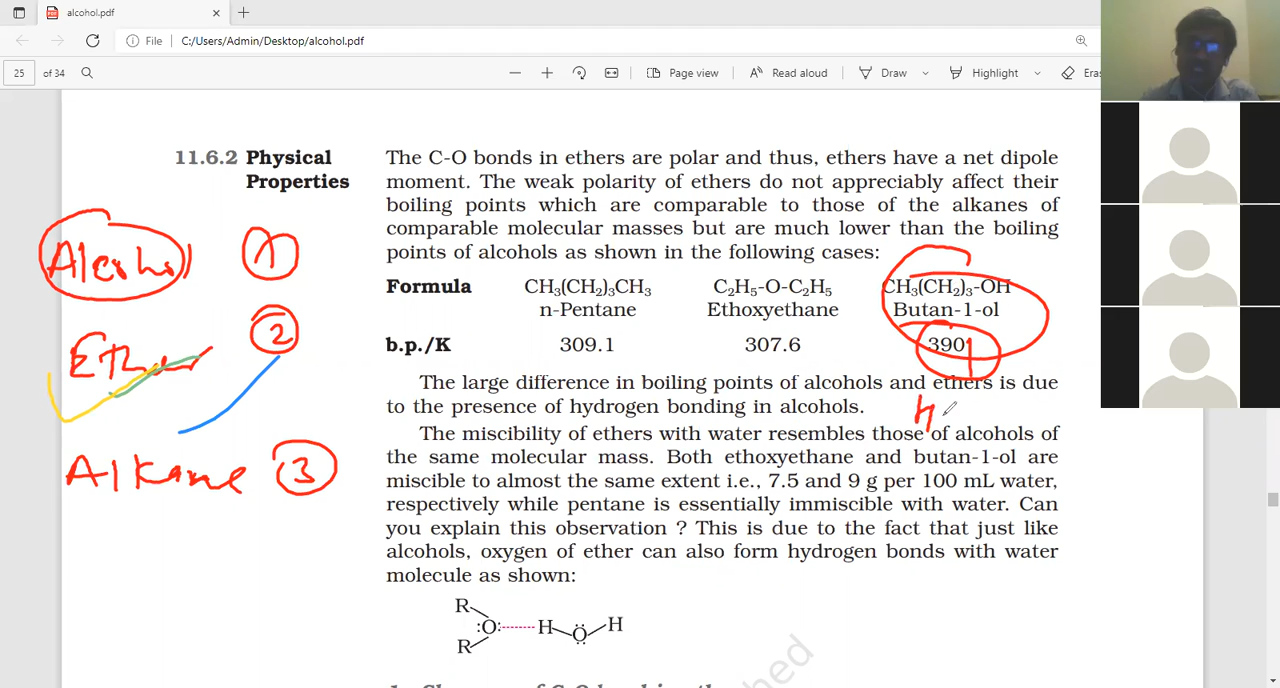 alcohol.pdf
File C:/Users/Admin/Desktop/alcohol.pdf
25 of 34 Page view Read aloud Draw Highlight Eras
11.6.2 Physical Properties
The C-O bonds in ethers are polar and thus, ethers have a net dipole
moment. The weak polarity of ethers do not appreciably affect their
boiling points which are comparable to those of the alkanes of
comparable molecular masses but are much lower than the boiling
points of alcohols as shown in the following cases:
Formula CH₃(CH₂)₃CH₃ C₂H₅-O-C₂H₅ CH₃(CH₂)₃-OH
n-Pentane Ethoxyethane Butan-1-ol
b.p./K 309.1 307.6 390
The large difference in boiling points of alcohols and ethers is due
to the presence of hydrogen bonding in alcohols.
The miscibility of ethers with water resembles those of alcohols of
the same molecular mass. Both ethoxyethane and butan-1-ol are
miscible to almost the same extent i.e., 7.5 and 9 g per 100 mL water,
respectively while pentane is essentially immiscible with water. Can
you explain this observation ? This is due to the fact that just like
alcohols, oxygen of ether can also form hydrogen bonds with water
molecule as shown:
R
:O: H O H
R
Alcohol 1
Ether 2
Alkane 3
H